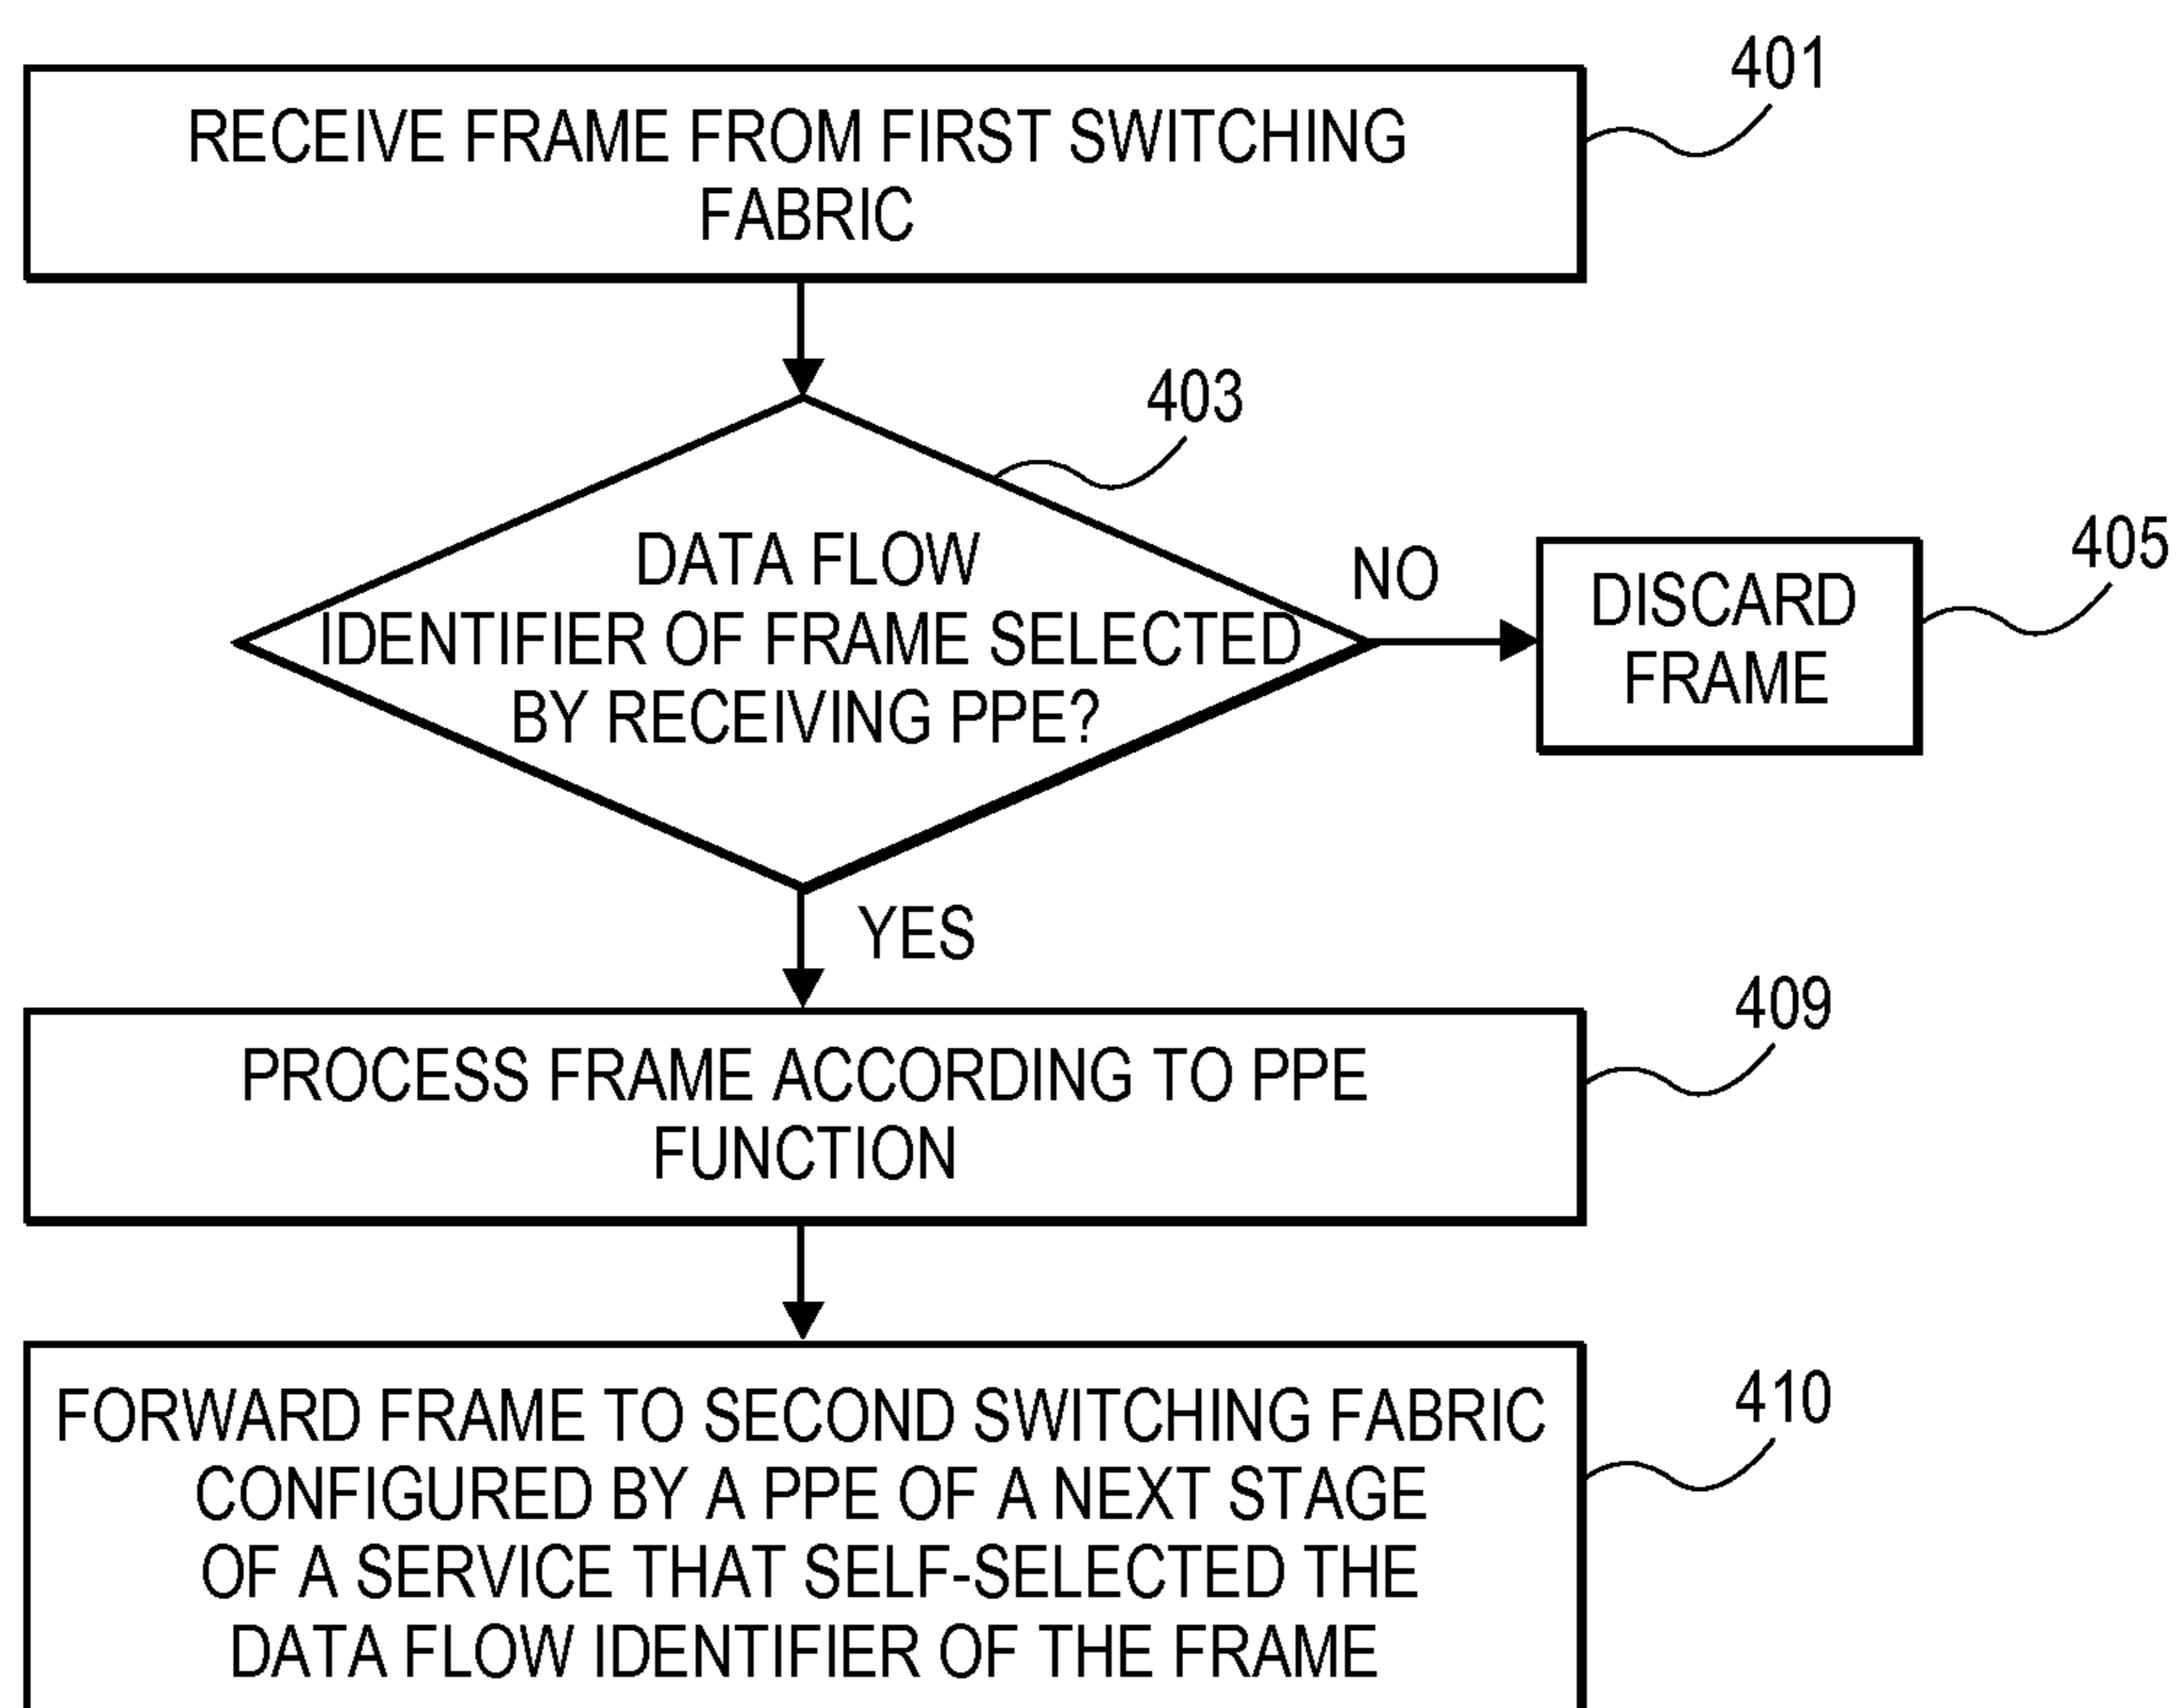 401
RECEIVE FRAME FROM FIRST SWITCHING
FABRIC
403
DATA FLOW
IDENTIFIER OF FRAME SELECTED
BY RECEIVING PPE?
NO
405
DISCARD
FRAME
YES
409
PROCESS FRAME ACCORDING TO PPE
FUNCTION
410
FORWARD FRAME TO SECOND SWITCHING FABRIC
CONFIGURED BY A PPE OF A NEXT STAGE
OF A SERVICE THAT SELF-SELECTED THE
DATA FLOW IDENTIFIER OF THE FRAME